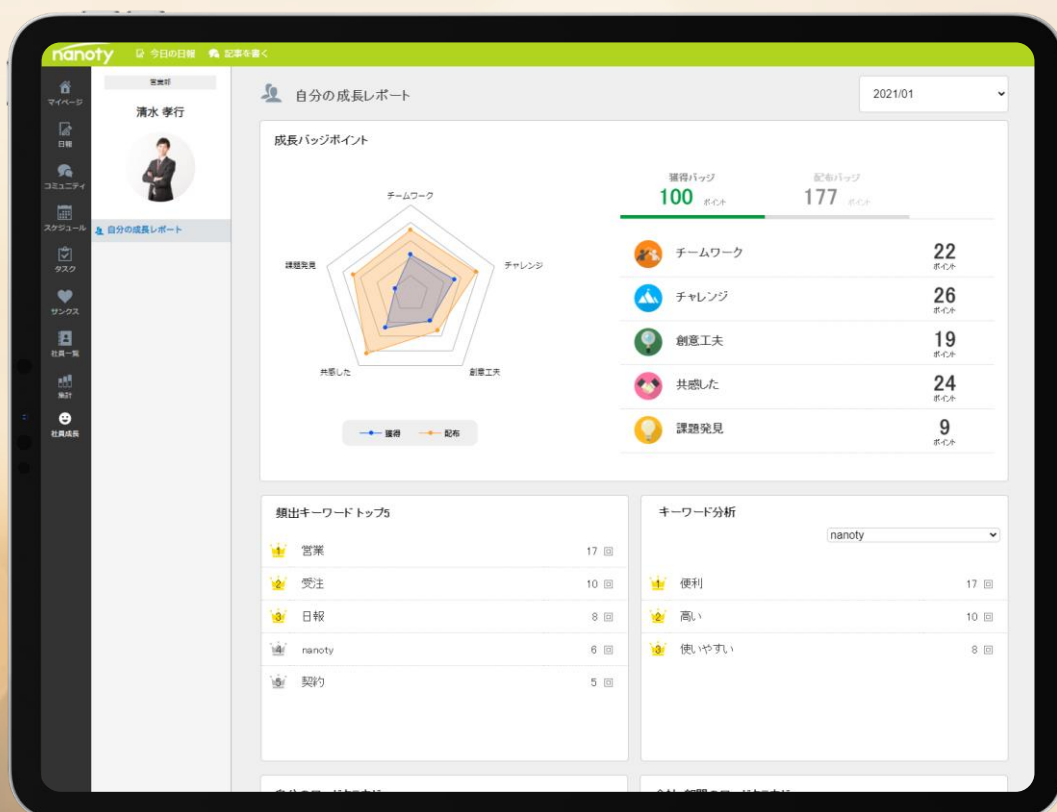 nanoty 今日の日報 記事を書く
マイページ
日報
コミュニティ
スケジュール
タスク
サンクス
社員一覧
集計
社員成長
営業部
清水 孝行
自分の成長レポート
自分の成長レポート
2021/01
成長バッジポイント
チームワーク
チャレンジ
創意工夫
共感した
課題発見
獲得 配布
獲得バッジ
100 ポイント
配布バッジ
177 ポイント
チームワーク 22 ポイント
チャレンジ 26 ポイント
創意工夫 19 ポイント
共感した 24 ポイント
課題発見 9 ポイント
頻出キーワードトップ5
1 営業 17 回
2 受注 10 回
3 日報 8 回
4 nanoty 6 回
5 契約 5 回
キーワード分析
nanoty
1 便利 17 回
2 高い 10 回
3 使いやすい 8 回